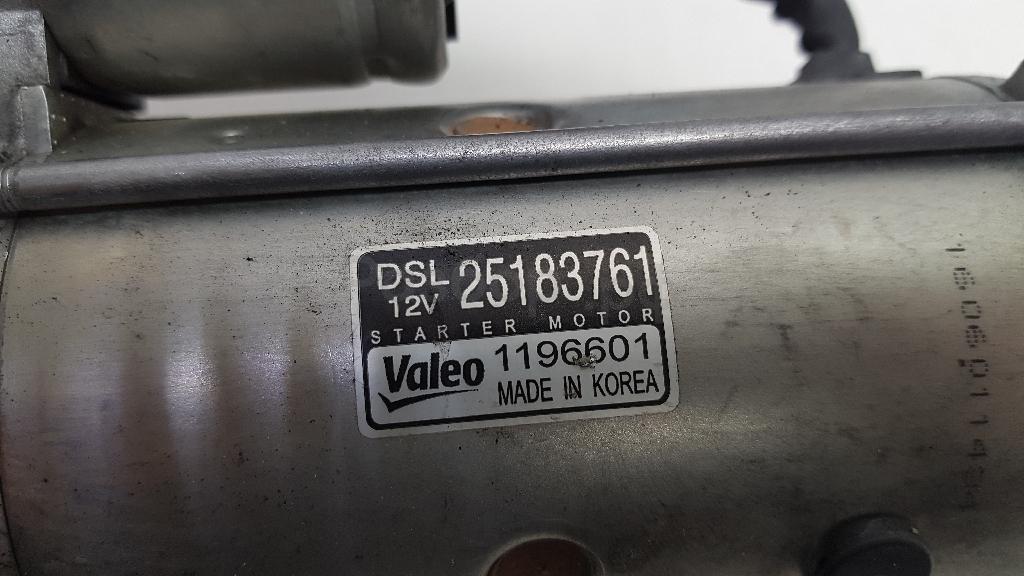 DSL 25183761
12V
STARTER MOTOR
Valeo 1196601
MADE IN KOREA